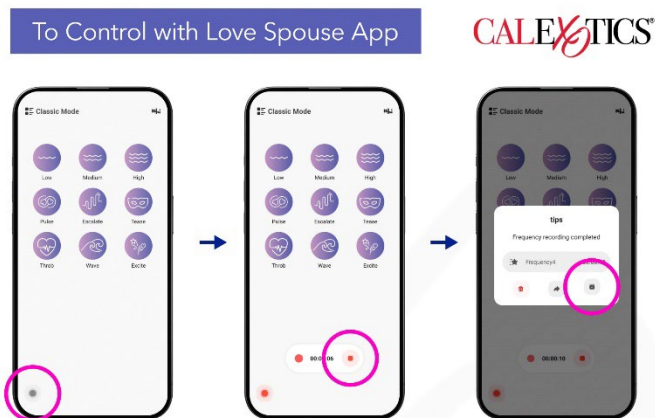 To Control with Love Spouse App
CALEXOTICS®
Classic Mode
Low Medium High
Pulse Escalate Tease
Throb Wave Excite
Classic Mode
Low Medium High
Pulse Escalate Tease
Throb Wave Excite
Classic Mode
Low Medium High
tips
Frequency recording completed
Frequency4
00:00:10